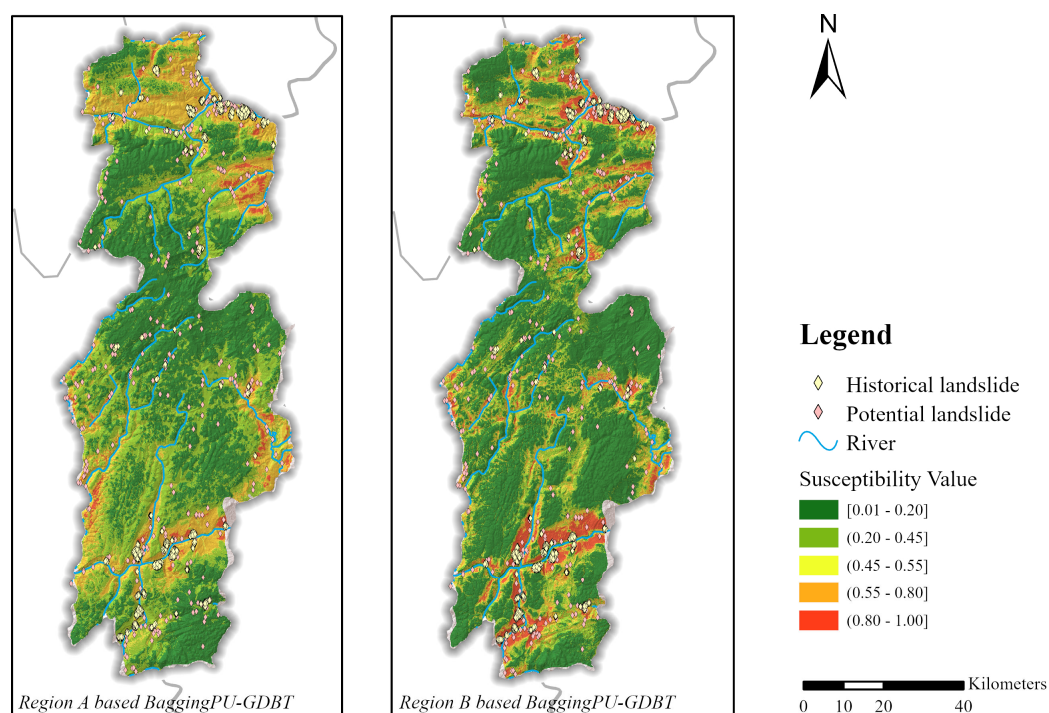 N
Legend
Historical landslide
Potential landslide
River
Susceptibility Value
[0.01 - 0.20]
(0.20 - 0.45]
(0.45 - 0.55]
(0.55 - 0.80]
(0.80 - 1.00]
Kilometers
0 10 20 40
Region A based BaggingPU-GDBT
Region B based BaggingPU-GDBT